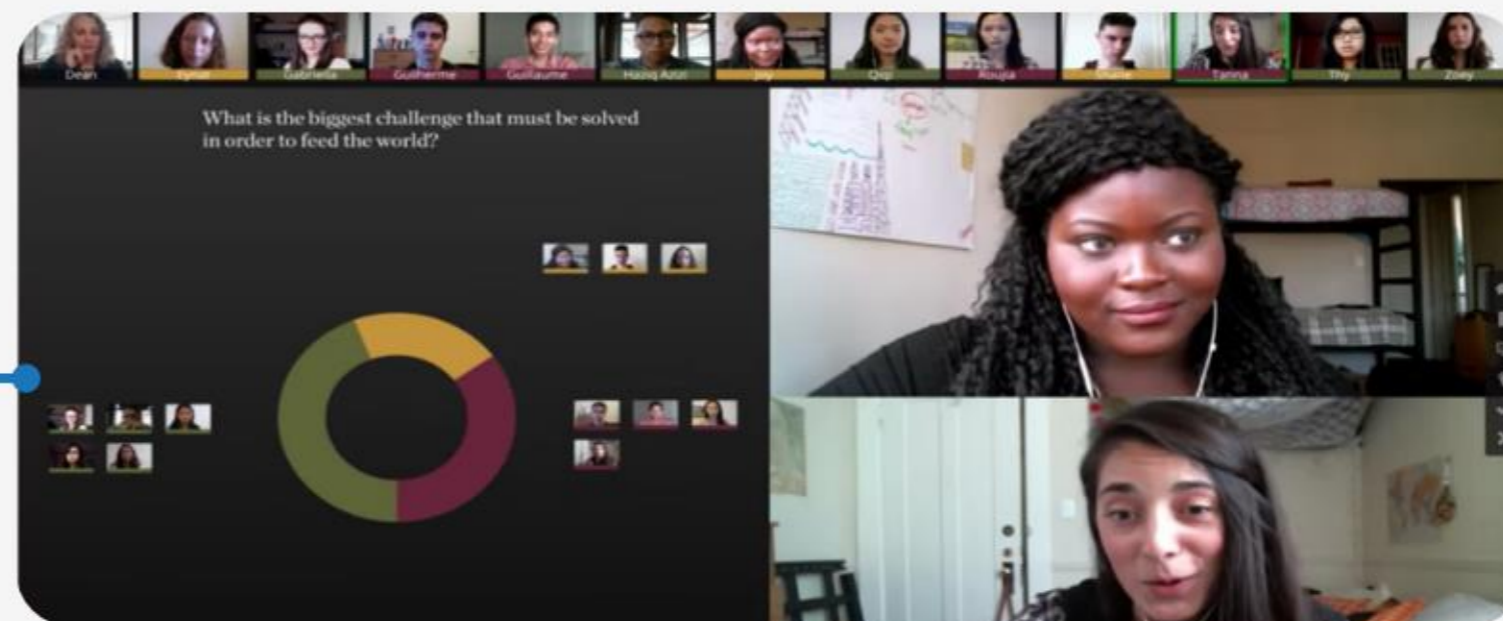 Dean
Gabriella
Guilherme
Guillaume
Haziq Azizi
Joy
Qiqi
Roujia
Tanna
Thy
Zoey
What is the biggest challenge that must be solved
in order to feed the world?